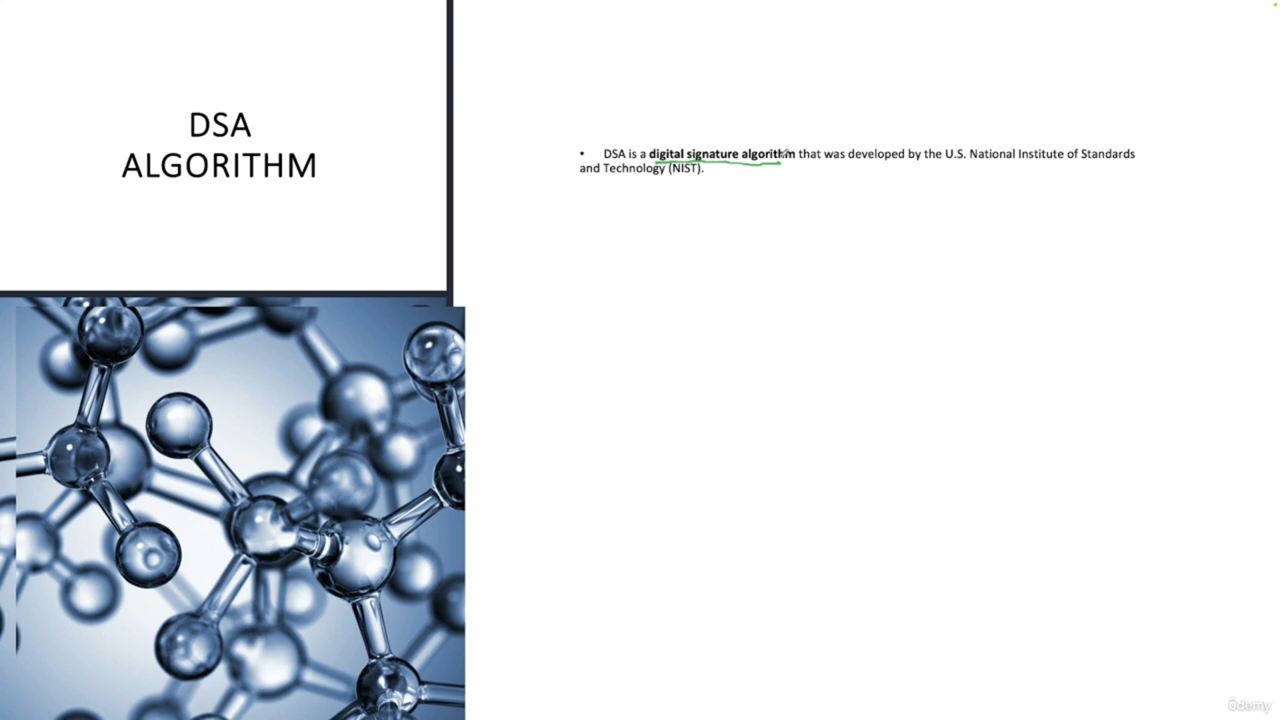 DSA
ALGORITHM
• DSA is a digital signature algorithm that was developed by the U.S. National Institute of Standards
and Technology (NIST).
ûdemy